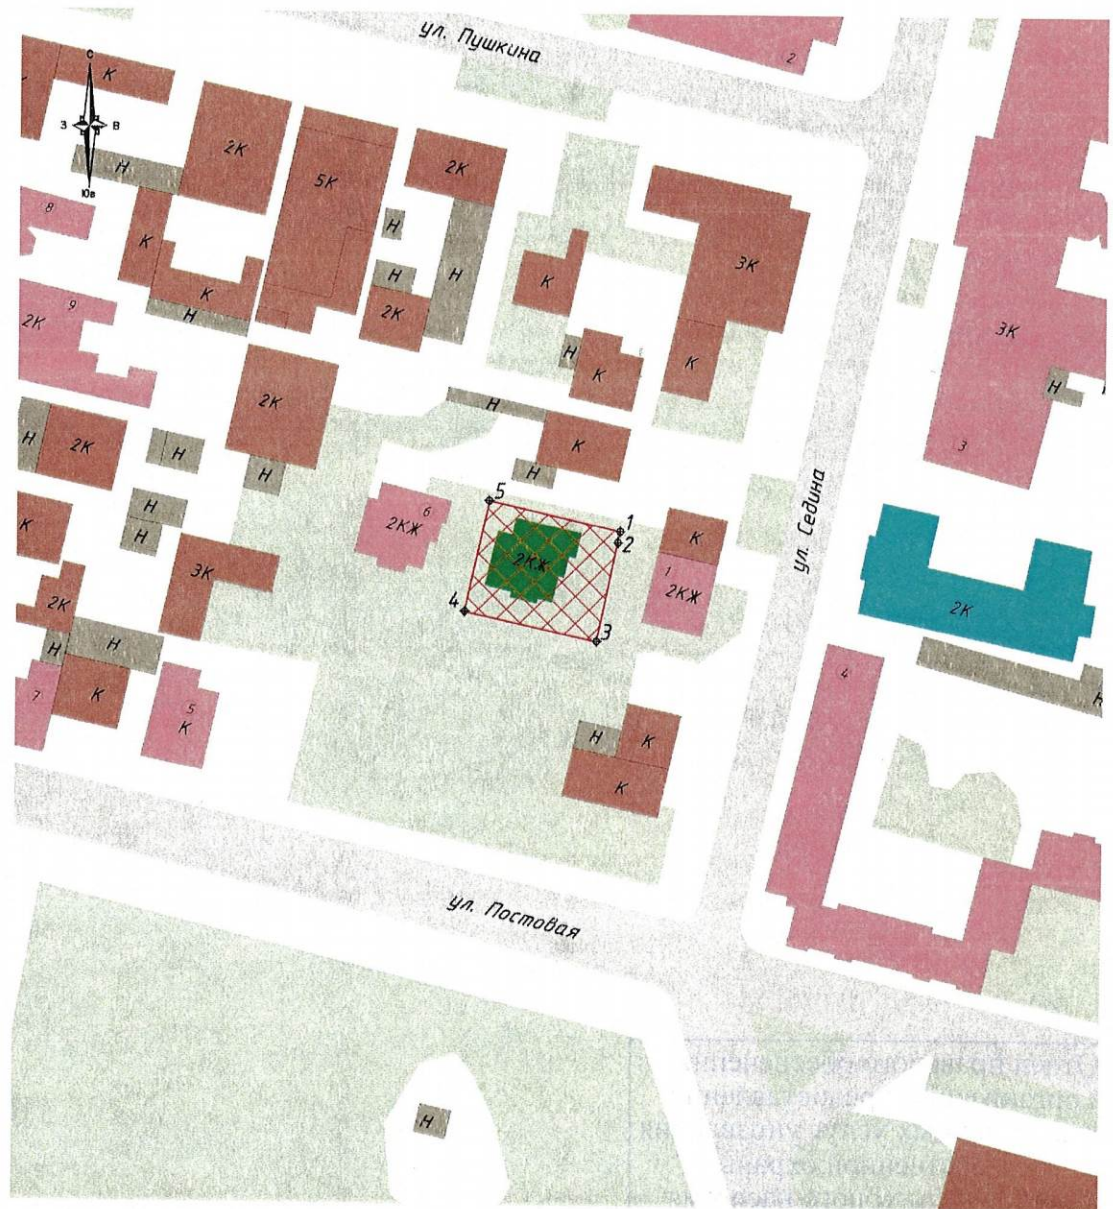 ул. Пушкина
2
С
К
З
В
Юв
2К
5К
2К
Н
8
Н
К
3К
Н
Н
К
К
2К
9
Н
2К
3К
Н
К
К
Н
2К
Н
3
К
Н
2К
Н
Н
Н
5
6
1
Н
2КЖ
2
К
К
2КЖ
Н
ул. Седина
3К
1
2КЖ
2К
4
2К
3
Н
Н
4
К
7
5
К
Н
К
К
ул. Постовая
Н